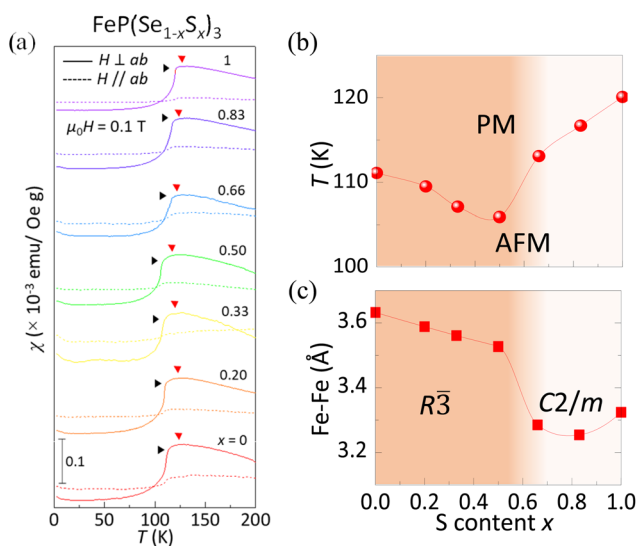 (a)
FeP(Se₁₋ₓSₓ)₃
H ⊥ ab
H // ab
μ₀H = 0.1 T
1
0.83
0.66
0.50
0.33
0.20
x = 0
0.1
χ (× 10⁻³ emu/ Oe g)
0 50 100 150 200
T (K)
(b)
120
110
100
T (K)
PM
AFM
(c)
3.6
3.4
3.2
Fe-Fe (Å)
R3̅
C2/m
0.0 0.2 0.4 0.6 0.8 1.0
S content x